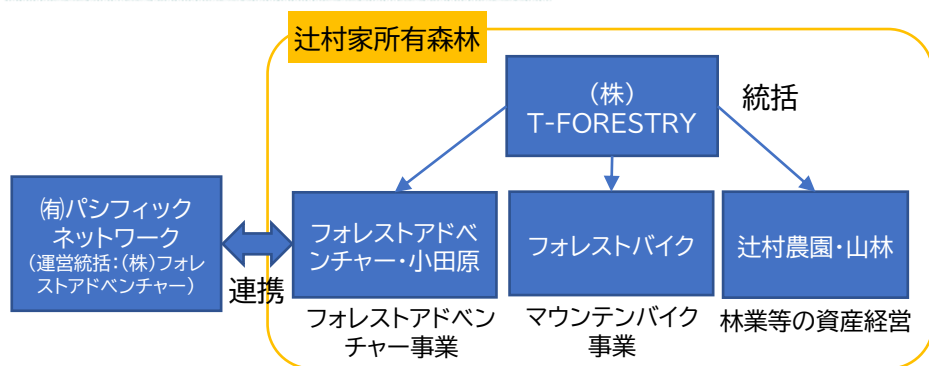 辻村家所有森林
(株)
T-FORESTRY
統括
㈲パシフィック
ネットワーク
(運営統括:(株)フォレ
ストアドベンチャー)
連携
フォレストアドベ
ンチャー・小田原
フォレストバイク
辻村農園・山林
フォレストアドベン
チャー事業
マウンテンバイク
事業
林業等の資産経営